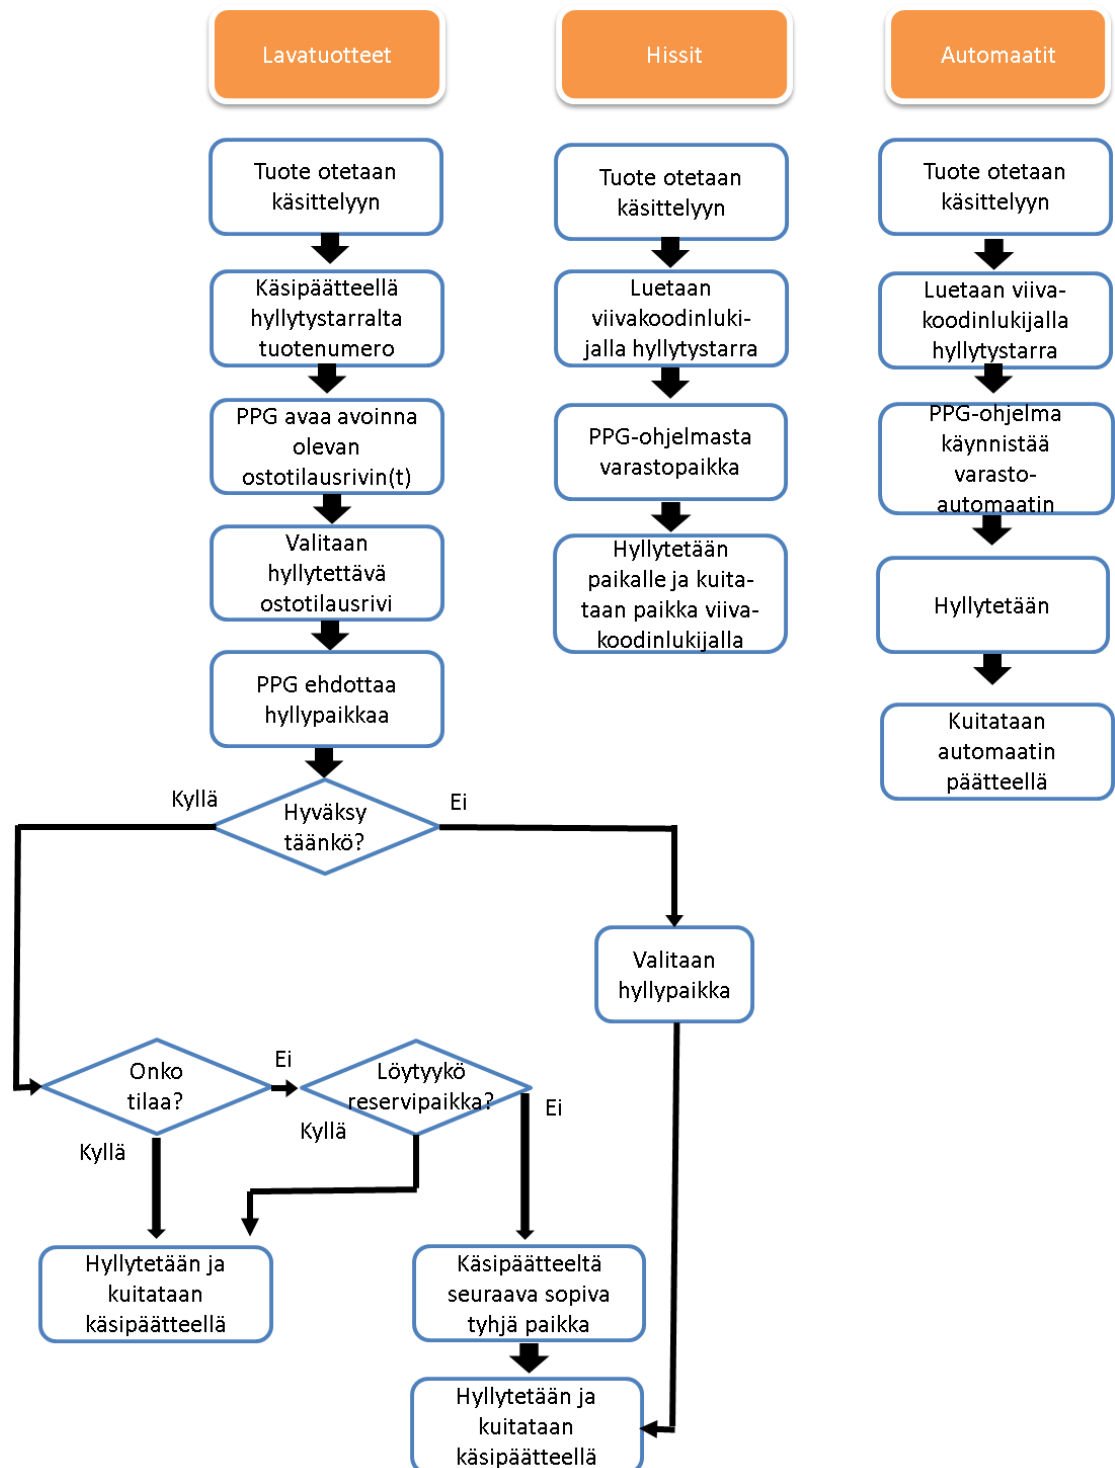 Lavatuotteet
Hissit
Automaatit
Tuote otetaan
käsittelyyn
Käsipäätteellä
hyllytystarralta
tuotenumero
PPG avaa avoinna
olevan
ostotilausrivin(t)
Valitaan
hyllytettävä
ostotilausrivi
PPG ehdottaa
hyllypaikkaa
Tuote otetaan
käsittelyyn
Luetaan
viivakoodinluki-
jalla hyllytystarra
PPG-ohjelmasta
varastopaikka
Hyllytetään
paikalle ja kuita-
taan paikka viiva-
koodinlukijalla
Tuote otetaan
käsittelyyn
Luetaan viiva-
koodinlukijalla
hyllytystarra
PPG-ohjelma
käynnistää
varasto-
automaatin
Hyllytetään
Kuitataan
automaatin
päätteellä
Kyllä
Hyväksy
täänkö?
Ei
Valitaan
hyllypaikka
Onko
tilaa?
Ei
Löytyykö
reservipaikka?
Ei
Kyllä
Kyllä
Hyllytetään ja
kuitataan
käsipäätteellä
Käsipäätteeltä
seuraava sopiva
tyhjä paikka
Hyllytetään ja
kuitataan
käsipäätteellä